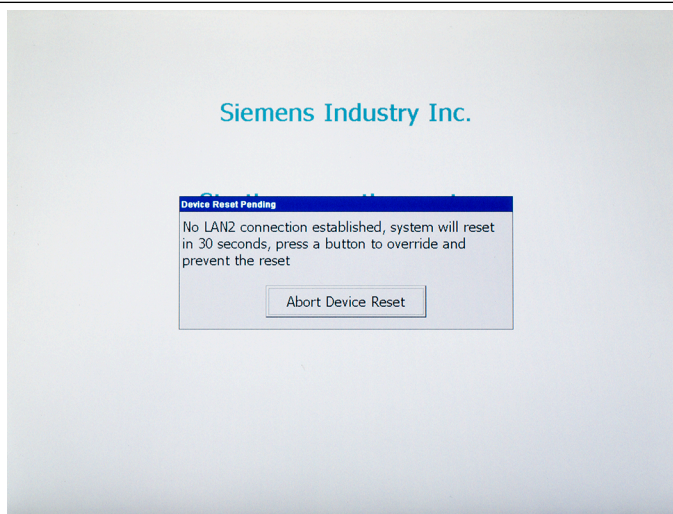 Siemens Industry Inc.
Device Reset Pending
No LAN2 connection established, system will reset
in 30 seconds, press a button to override and
prevent the reset
Abort Device Reset